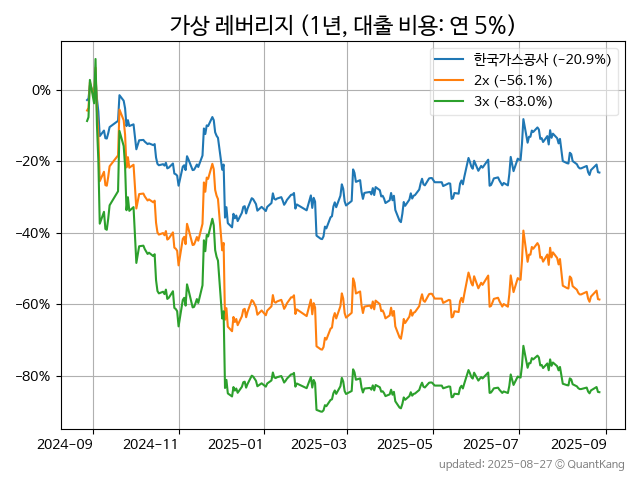 가상 레버리지 (1년, 대출 비용: 연 5%)
한국가스공사 (−20.9%)
2x (−56.1%)
3x (−83.0%)
0%
−20%
−40%
−60%
−80%
2024-09 2024-11 2025-01 2025-03 2025-05 2025-07 2025-09
updated: 2025-08-27 © QuantKang